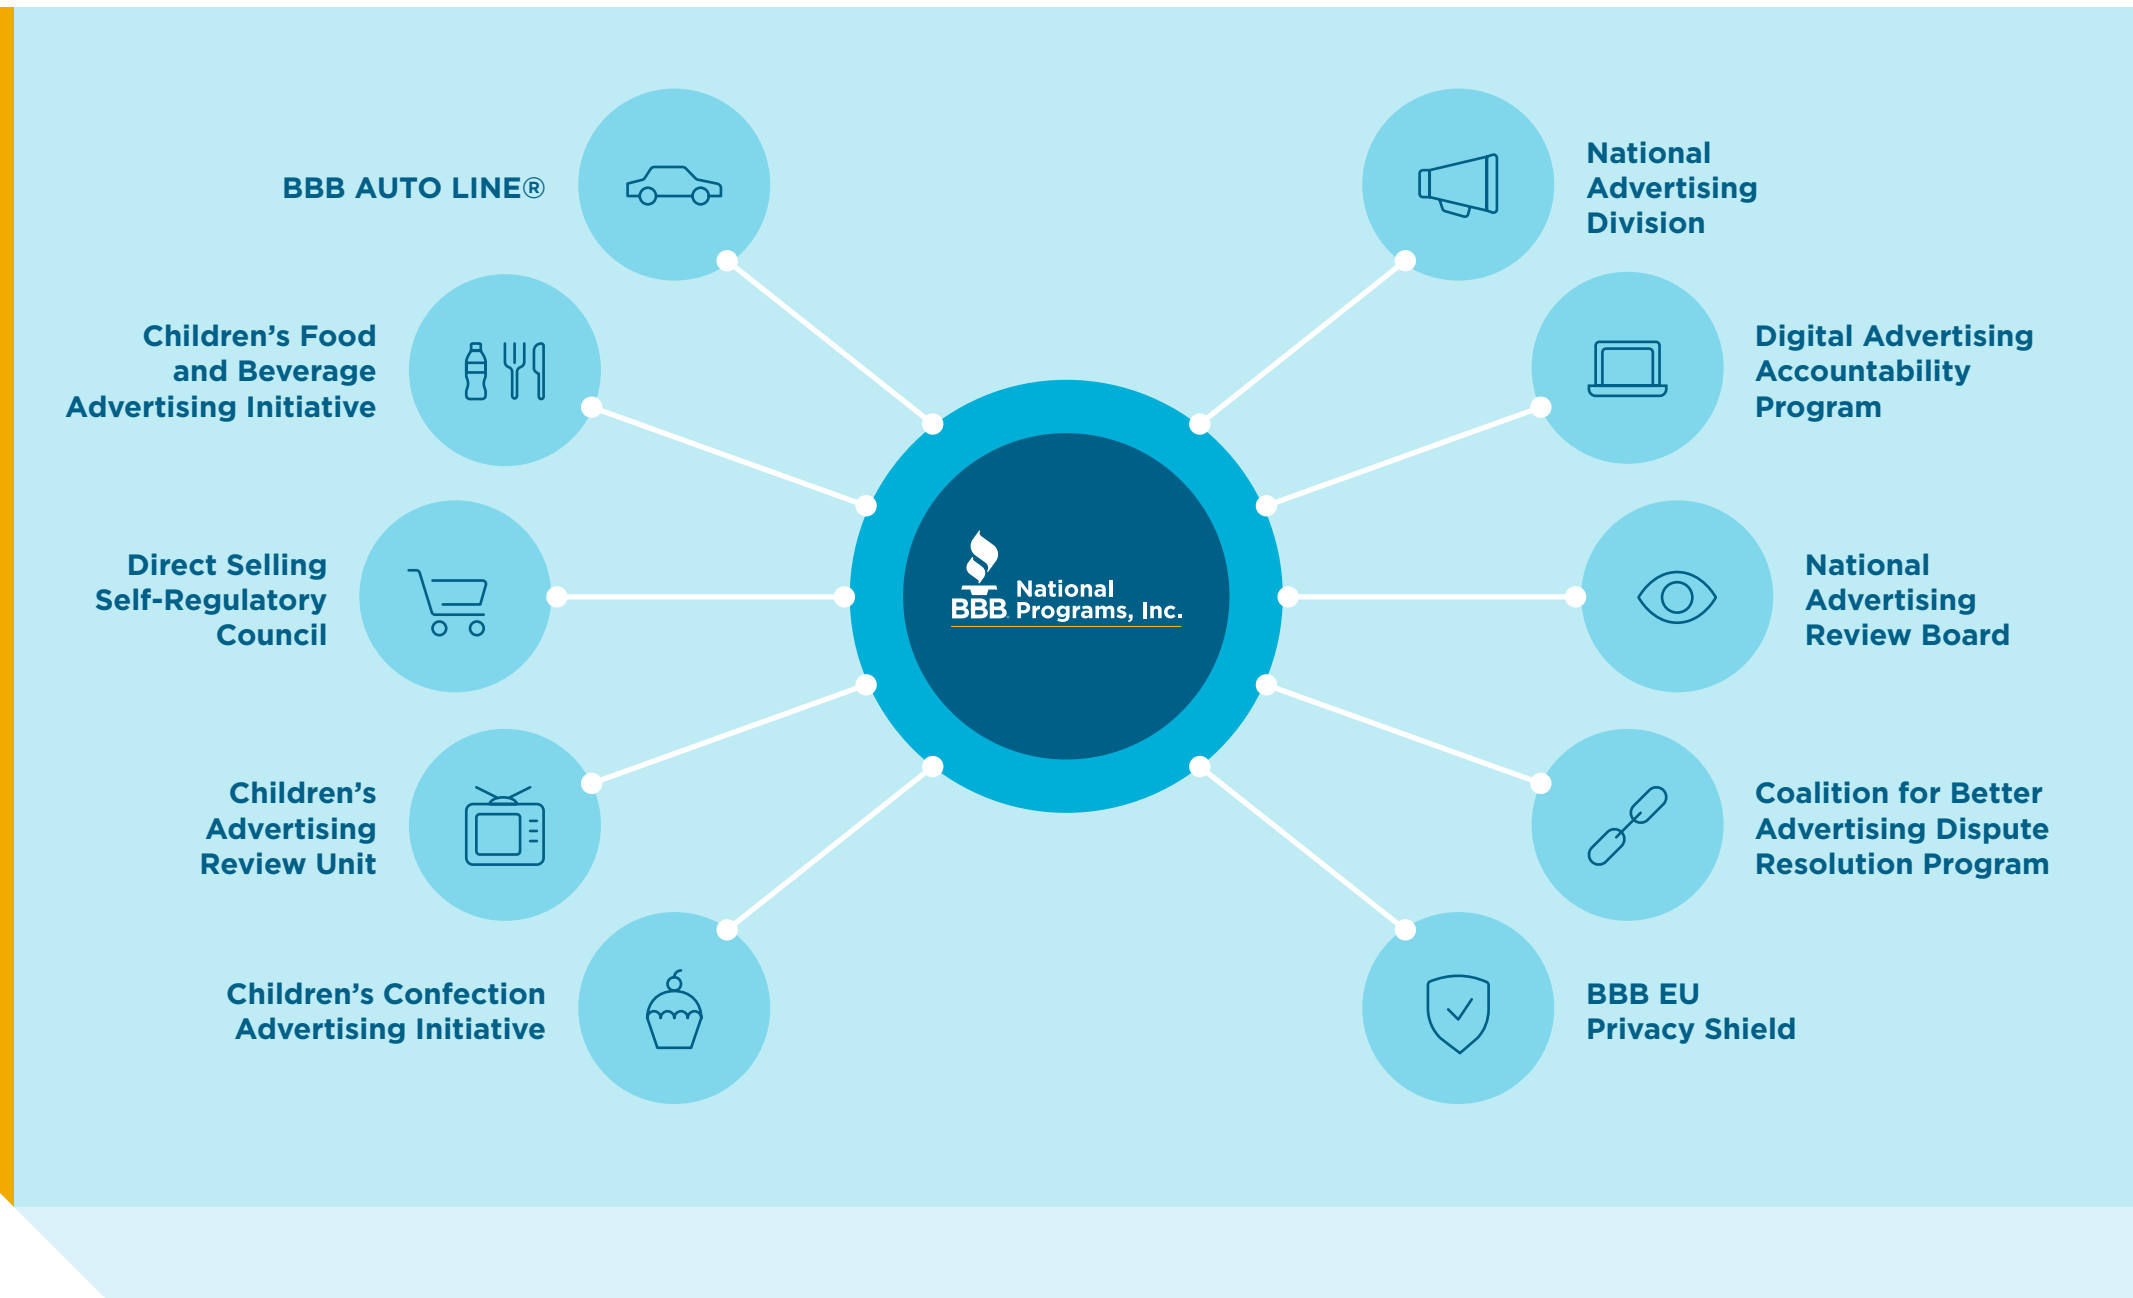 BBB AUTO LINE®
Children’s Food
and Beverage
Advertising Initiative
Direct Selling
Self-Regulatory
Council
Children’s
Advertising
Review Unit
Children’s Confection
Advertising Initiative
BBB National
Programs, Inc.
National
Advertising
Division
Digital Advertising
Accountability
Program
National
Advertising
Review Board
Coalition for Better
Advertising Dispute
Resolution Program
BBB EU
Privacy Shield